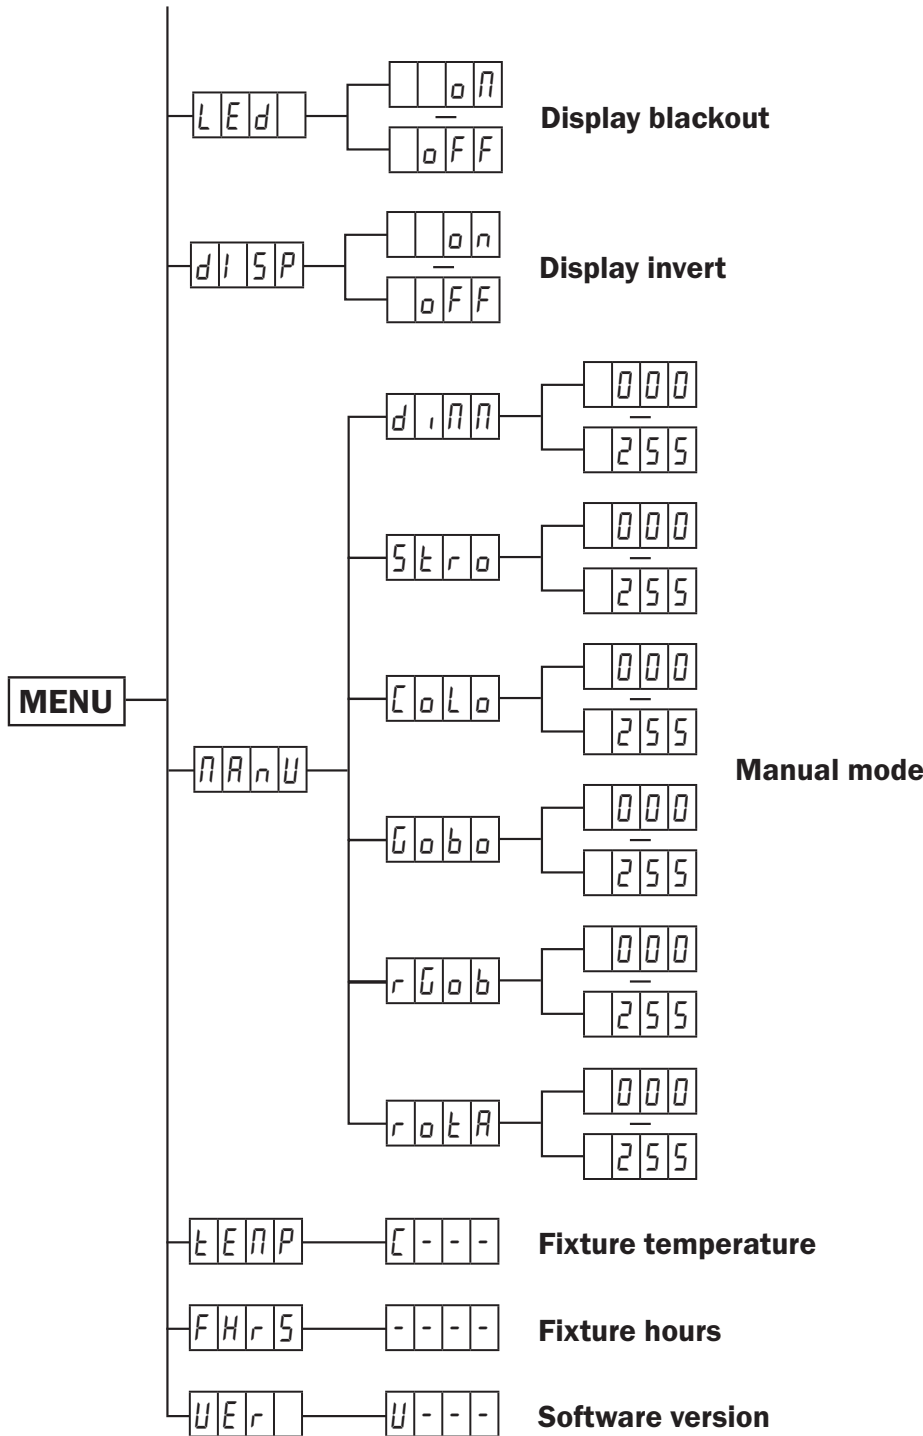 oM
LEd
Display blackout
oFF
on
dISP
Display invert
oFF
000
diMM
255
000
Stro
255
000
CoLo
255
MENU
MAnU
Manual mode
000
Gobo
255
000
rGob
255
000
rotA
255
tEMP C--- Fixture temperature
FHrS ---- Fixture hours
VEr V--- Software version